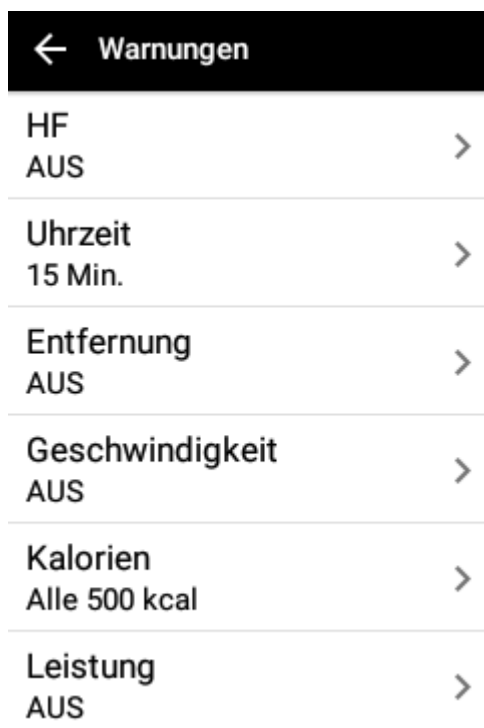 Warnungen
HF
AUS
Uhrzeit
15 Min.
Entfernung
AUS
Geschwindigkeit
AUS
Kalorien
Alle 500 kcal
Leistung
AUS